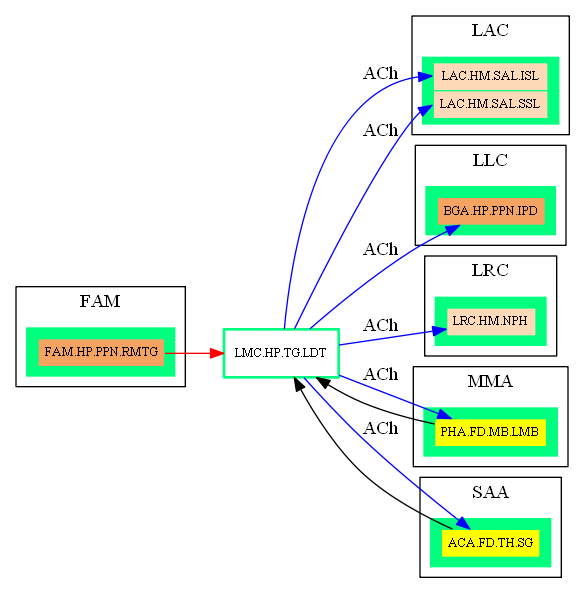 LAC
ACh
LAC.HM.SAL.ISL
LAC.HM.SAL.SSL
ACh
LLC
BGA.HP.PPN.IPD
ACh
LRC
LRC.HM.NPH
ACh
FAM
FAM.HP.PPN.RMTG
LMC.HP.TG.LDT
MMA
ACh
PHA.FD.MB.LMB
ACh
SAA
ACA.FD.TH.SG